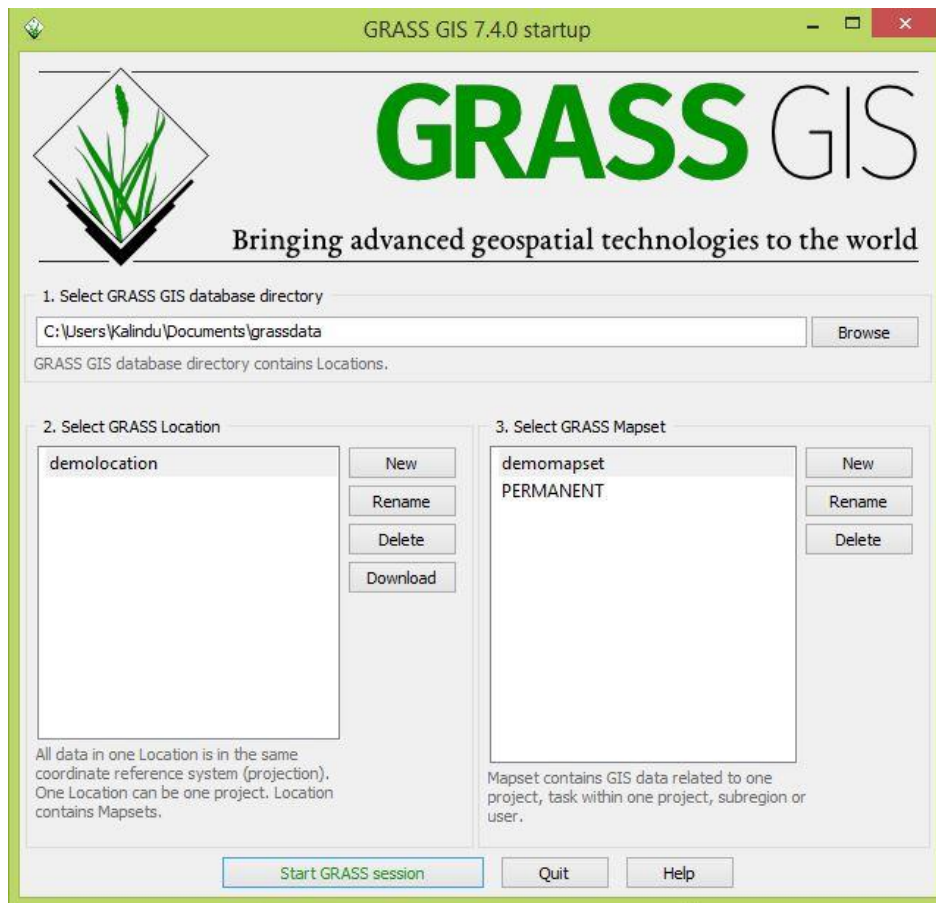 GRASS GIS 7.4.0 startup
GRASS GIS
Bringing advanced geospatial technologies to the world
1. Select GRASS GIS database directory
C:\Users\Kalindu\Documents\grassdata
Browse
GRASS GIS database directory contains Locations.
2. Select GRASS Location
demolocation
New
Rename
Delete
Download
All data in one Location is in the same
coordinate reference system (projection).
One Location can be one project. Location
contains Mapsets.
3. Select GRASS Mapset
demomapset
PERMANENT
New
Rename
Delete
Mapset contains GIS data related to one
project, task within one project, subregion or
user.
Start GRASS session
Quit
Help